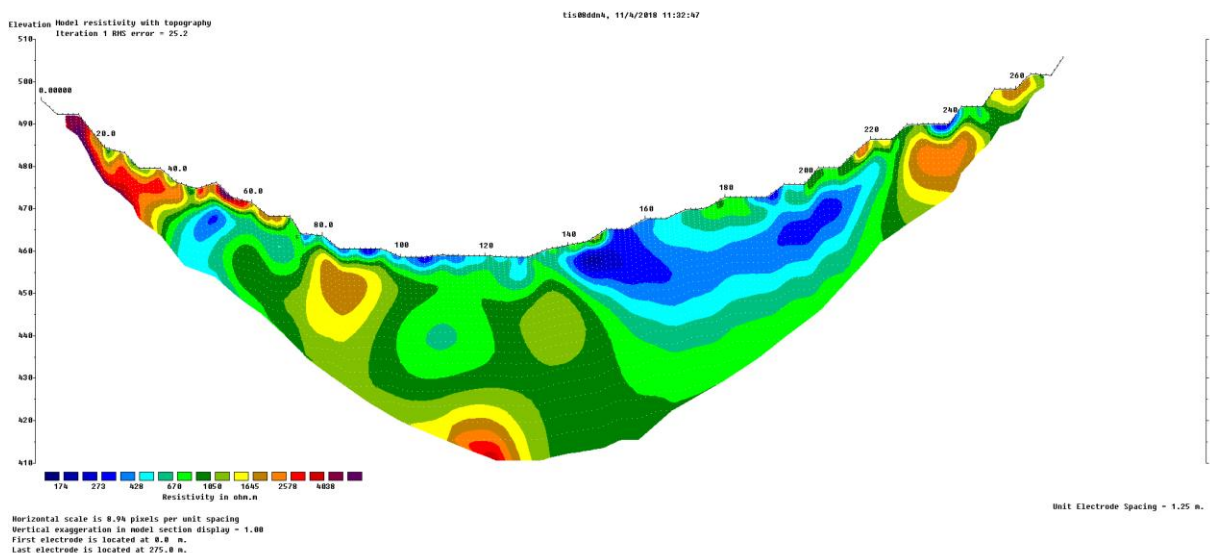 tis08ddn4, 11/4/2018 11:32:47
Elevation Model resistivity with topography
Iteration 1 RMS error = 25.2
510
500
490
480
470
460
450
440
430
420
410
0.00000
20.0
40.0
60.0
80.0
100
120
140
160
180
200
220
240
260
174 273 428 670 1050 1645 2578 4038
Resistivity in ohm.m
Unit Electrode Spacing = 1.25 m.
Horizontal scale is 8.94 pixels per unit spacing
Vertical exaggeration in model section display = 1.00
First electrode is located at 0.0 m.
Last electrode is located at 275.0 m.